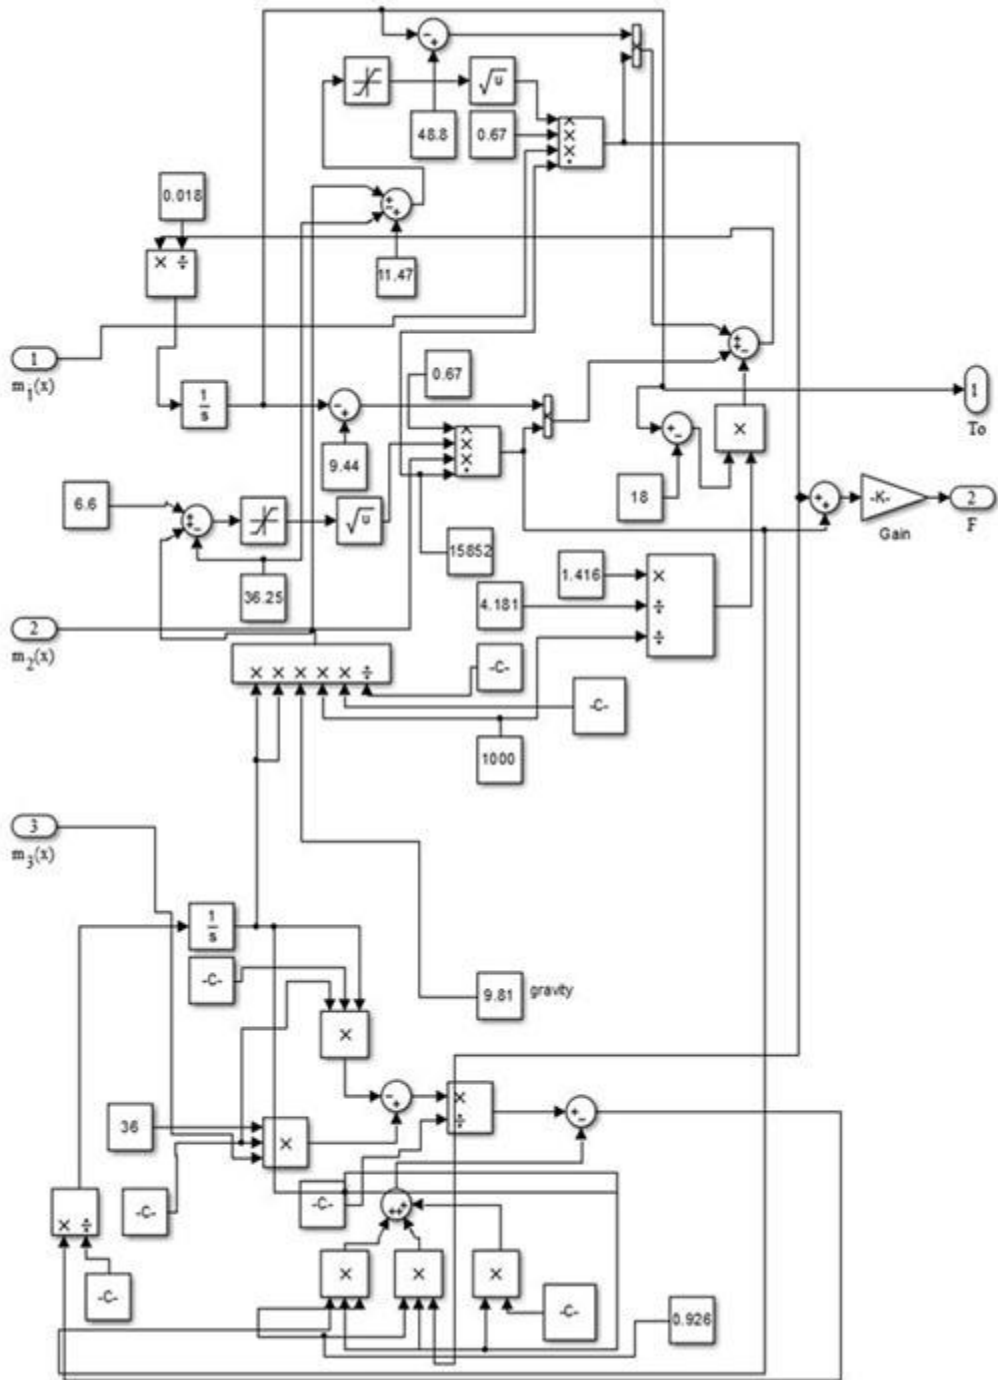 48.8
√u
0.67
0.018
11.47
1
m1(x)
0.67
1
To
1
s
9.44
18
2
F
-K-
Gain
6.6
√u
15852
36.25
1.416
4.181
2
m2(x)
-C-
-C-
1000
3
m3(x)
1
s
-C-
9.81 gravity
36
-C-
-C-
-C-
-C-
0.926